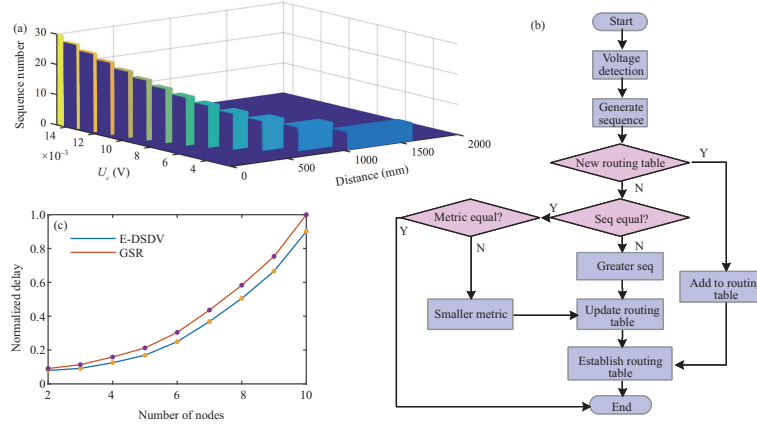 (a)
Sequence number
30
20
10
0
14
12
10
8
6
4
×10⁻³
U_c (V)
0
500
1000
1500
2000
Distance (mm)
(b)
Start
Voltage
detection
Generate
sequence
New routing table
Y
N
Metric equal?
Y
Seq equal?
Y
N
N
Greater seq
Smaller metric
Update routing
table
Add to routin
table
Establish routing
table
End
(c)
E-DSDV
GSR
Normalized delay
1.0
0.8
0.6
0.4
0.2
0
2
4
6
8
10
Number of nodes